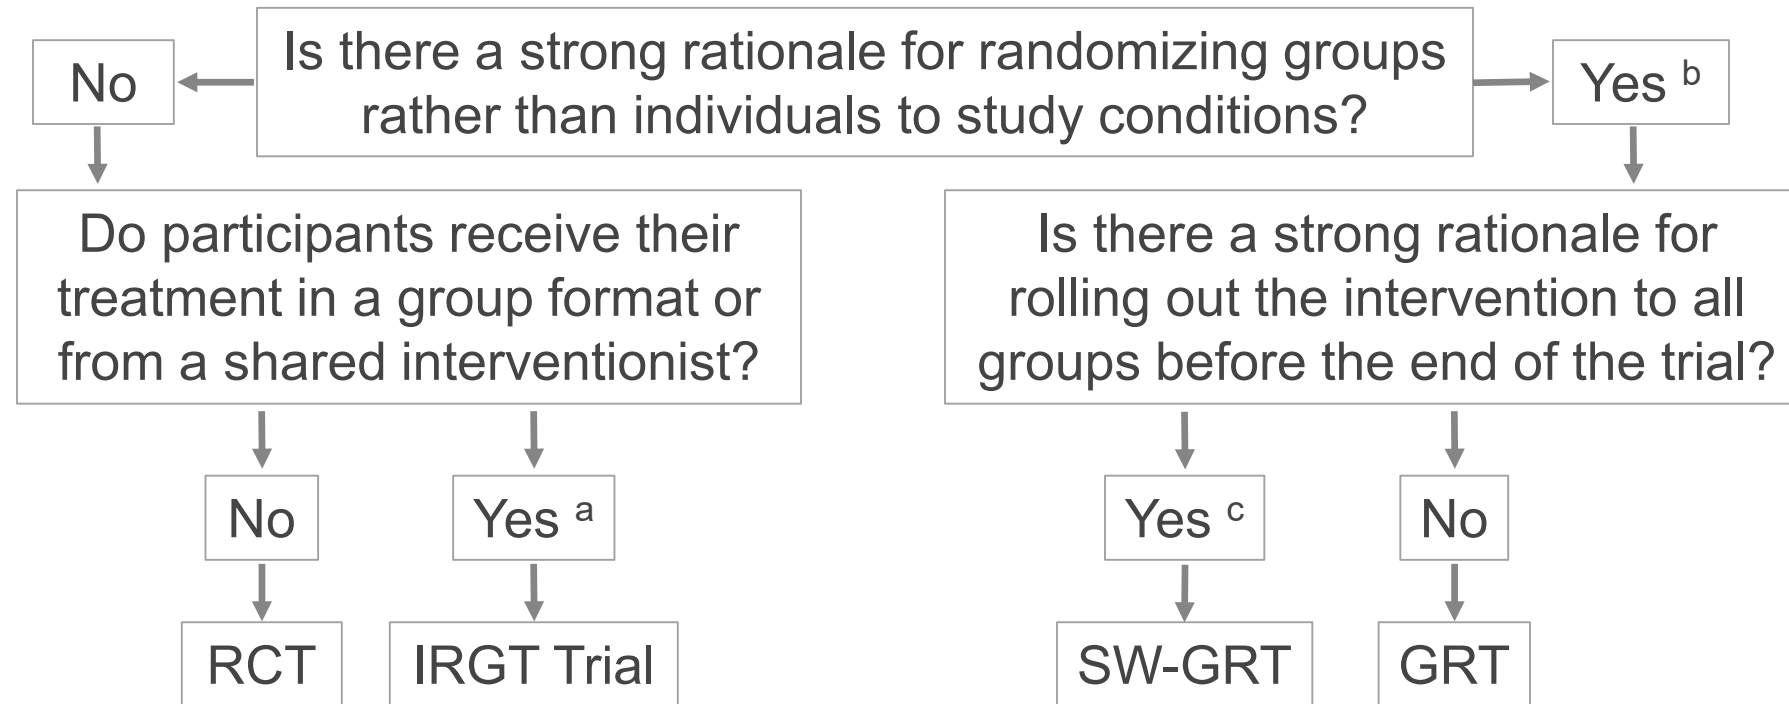 Is there a strong rationale for randomizing groups
rather than individuals to study conditions?
No
Yes b
Do participants receive their
treatment in a group format or
from a shared interventionist?
Is there a strong rationale for
rolling out the intervention to all
groups before the end of the trial?
No
Yes a
Yes c
No
RCT
IRGT Trial
SW-GRT
GRT